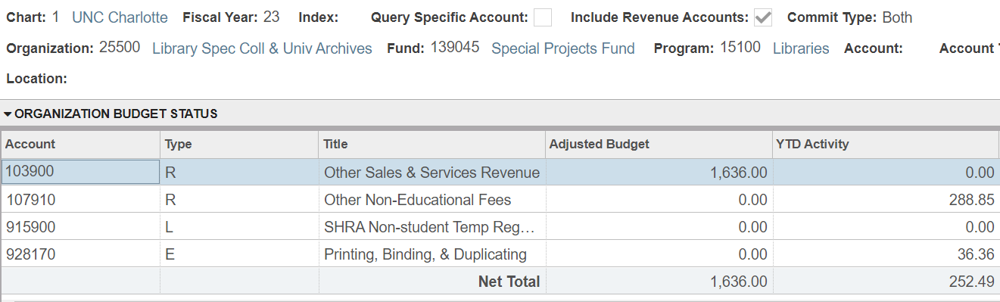 Chart: 1 UNC Charlotte Fiscal Year: 23 Index: Query Specific Account: Include Revenue Accounts: Commit Type: Both
Organization: 25500 Library Spec Coll & Univ Archives Fund: 139045 Special Projects Fund Program: 15100 Libraries Account: Account
Location:
ORGANIZATION BUDGET STATUS
Account Type Title Adjusted Budget YTD Activity
103900 R Other Sales & Services Revenue 1,636.00 0.00
107910 R Other Non-Educational Fees 0.00 288.85
915900 L SHRA Non-student Temp Reg... 0.00 0.00
928170 E Printing, Binding, & Duplicating 0.00 36.36
Net Total 1,636.00 252.49